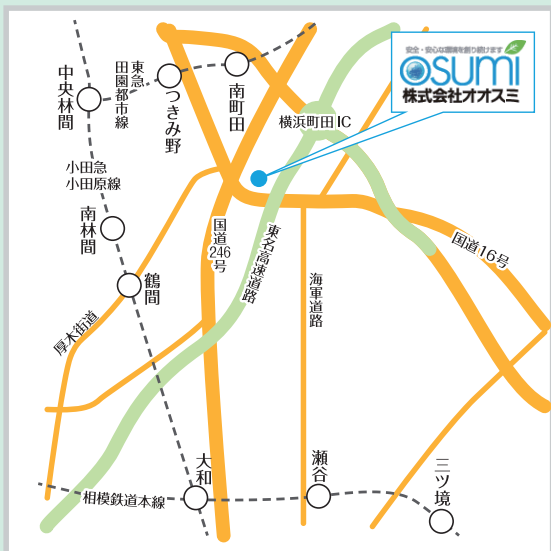 安全・安心な環境を創り続けます
osumi
株式会社オオスミ
東急
田園都市線
中央林間
つきみ野
南町田
横浜町田IC
小田急
小田原線
南林間
鶴間
厚木街道
国道
246
号
東名高速道路
海軍道路
国道16号
大和
瀬谷
三ツ境
相模鉄道本線